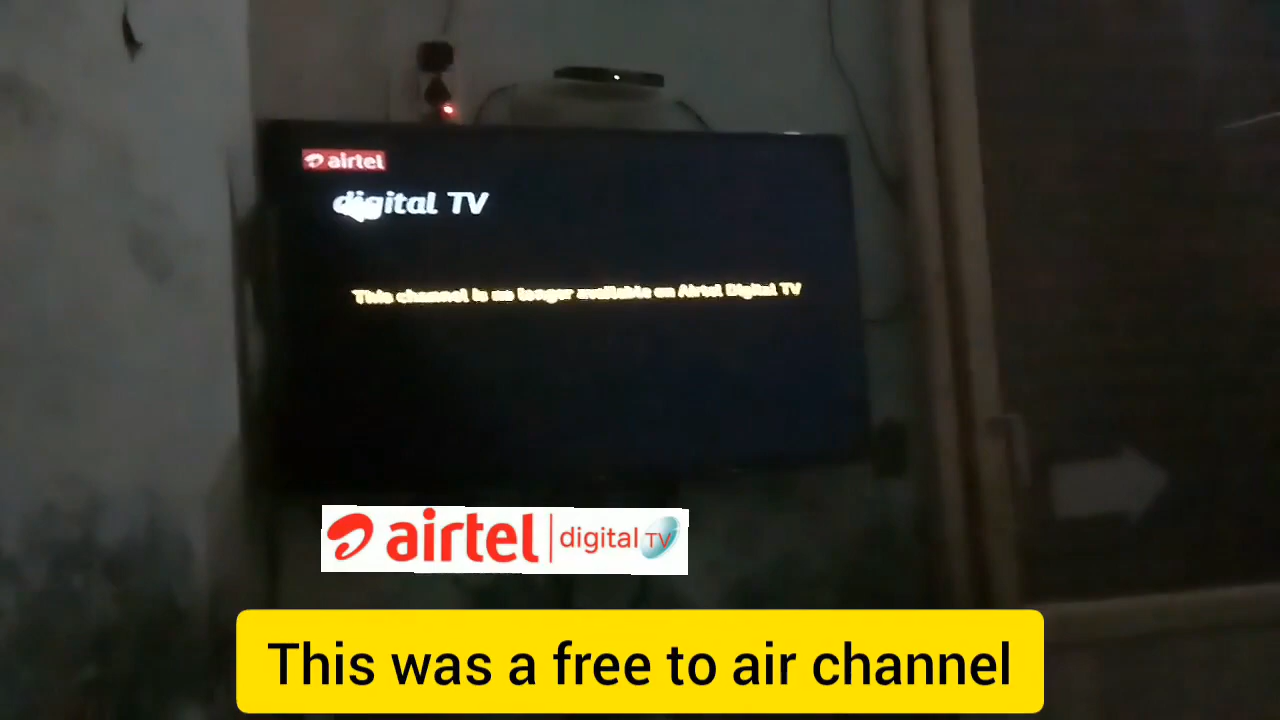 airtel
digital TV
This channel is no longer available on Airtel Digital TV
airtel digital TV
This was a free to air channel